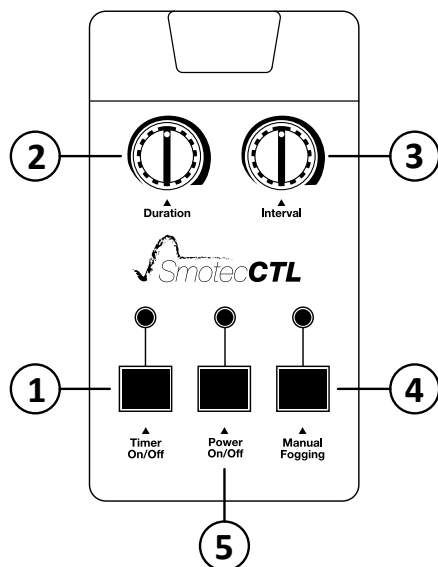 2
3
Duration
Interval
SmotecCTL
1
4
Timer
On/Off
Power
On/Off
Manual
Fogging
5